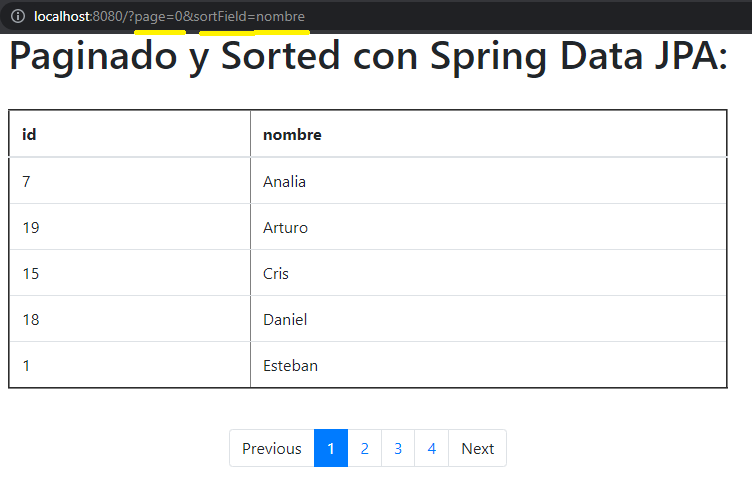 localhost:8080/?page=0&sortField=nombre
Paginado y Sorted con Spring Data JPA:
id nombre
7 Analia
19 Arturo
15 Cris
18 Daniel
1 Esteban
Previous 1 2 3 4 Next